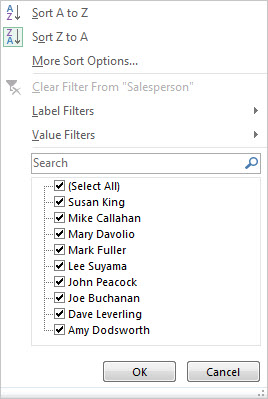 Sort A to Z
Sort Z to A
More Sort Options...
Clear Filter From "Salesperson"
Label Filters
Value Filters
Search
(Select All)
Susan King
Mike Callahan
Mary Davolio
Mark Fuller
Lee Suyama
John Peacock
Joe Buchanan
Dave Leverling
Amy Dodsworth
OK
Cancel